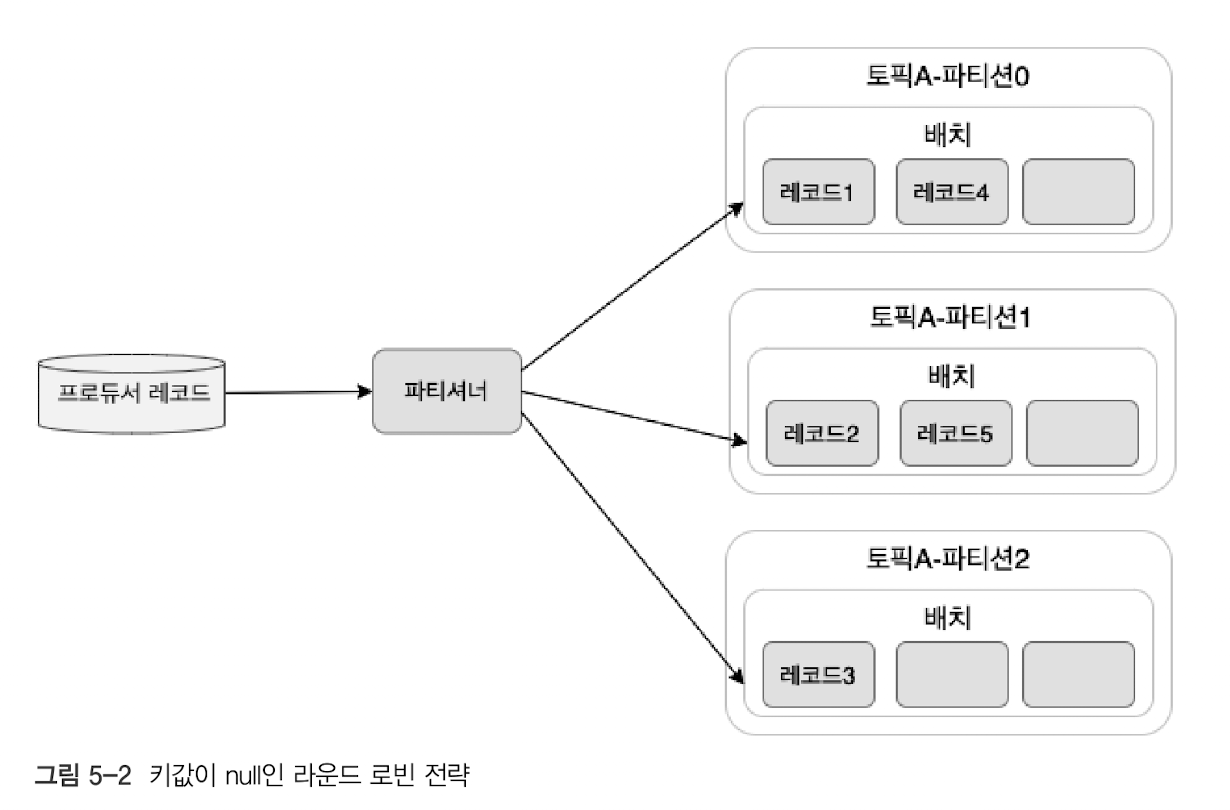 토픽A-파티션0
배치
레코드1 레코드4
토픽A-파티션1
배치
레코드2 레코드5
프로듀서 레코드
파티셔너
토픽A-파티션2
배치
레코드3
그림 5-2 키값이 null인 라운드 로빈 전략